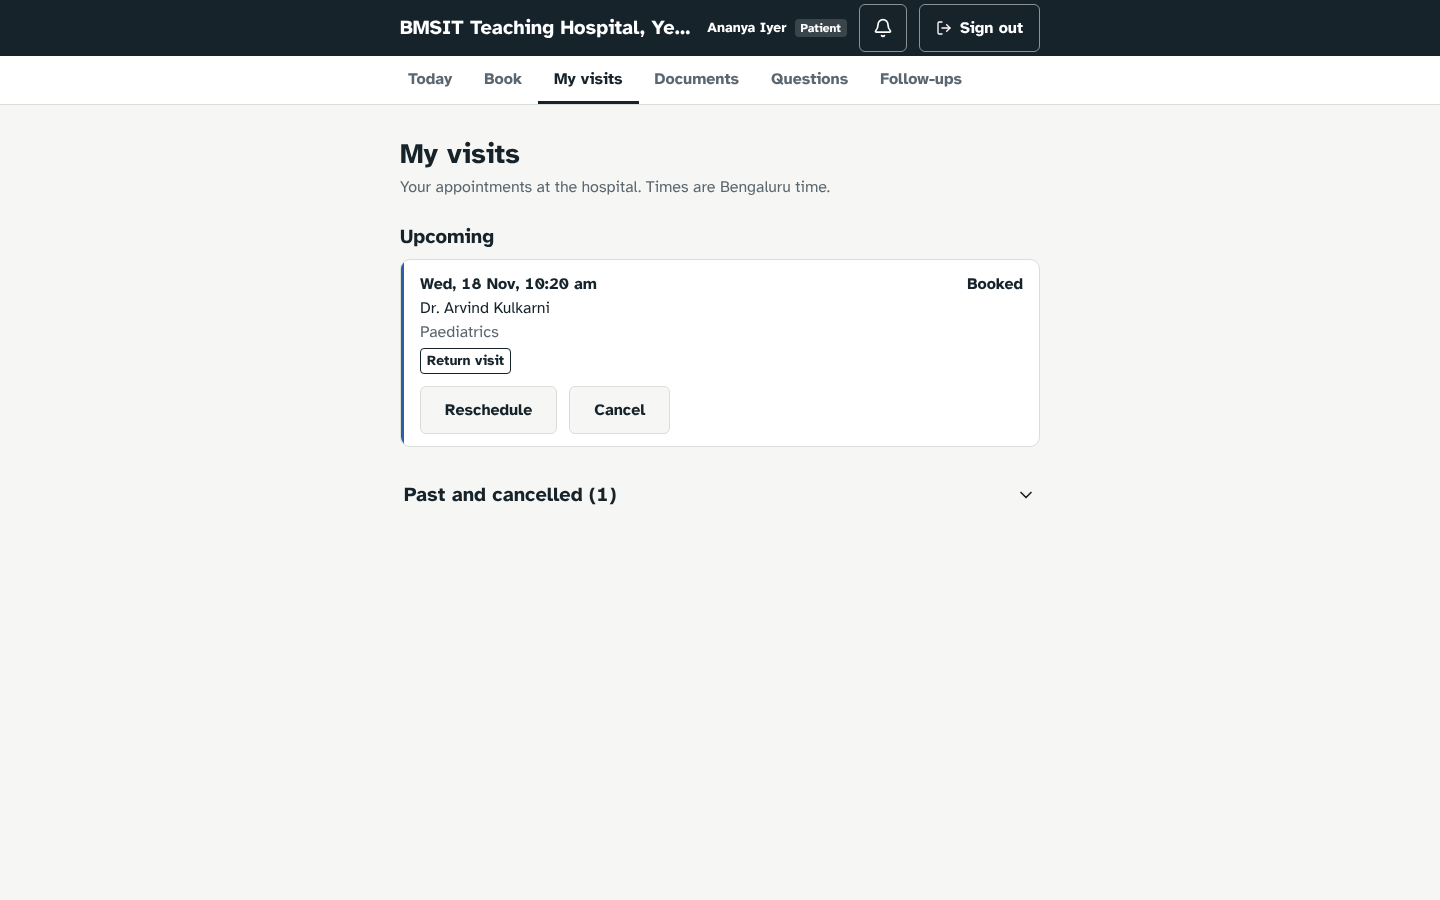 BMSIT Teaching Hospital, Ye...
Ananya Iyer
Patient
Sign out
Today
Book
My visits
Documents
Questions
Follow-ups
My visits
Your appointments at the hospital. Times are Bengaluru time.
Upcoming
Wed, 18 Nov, 10:20 am
Booked
Dr. Arvind Kulkarni
Paediatrics
Return visit
Reschedule
Cancel
Past and cancelled (1)